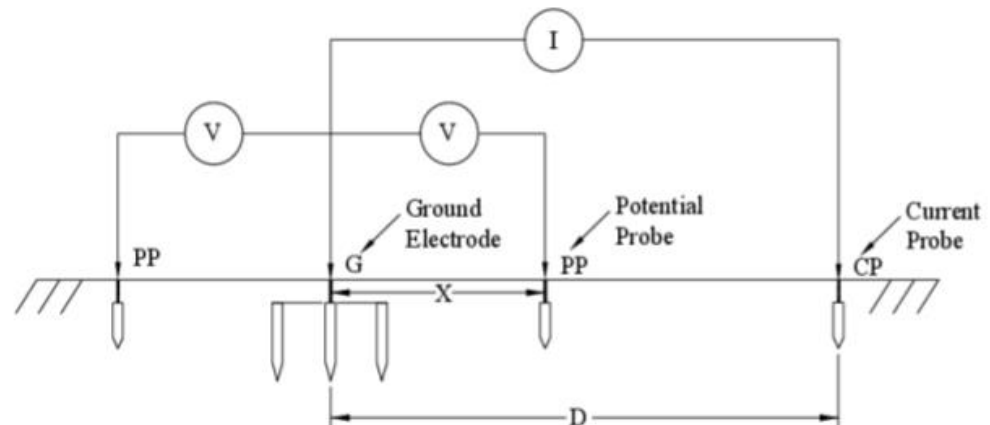 I
V
V
Ground
Electrode
Potential
Probe
Current
Probe
PP
G
PP
CP
X
D